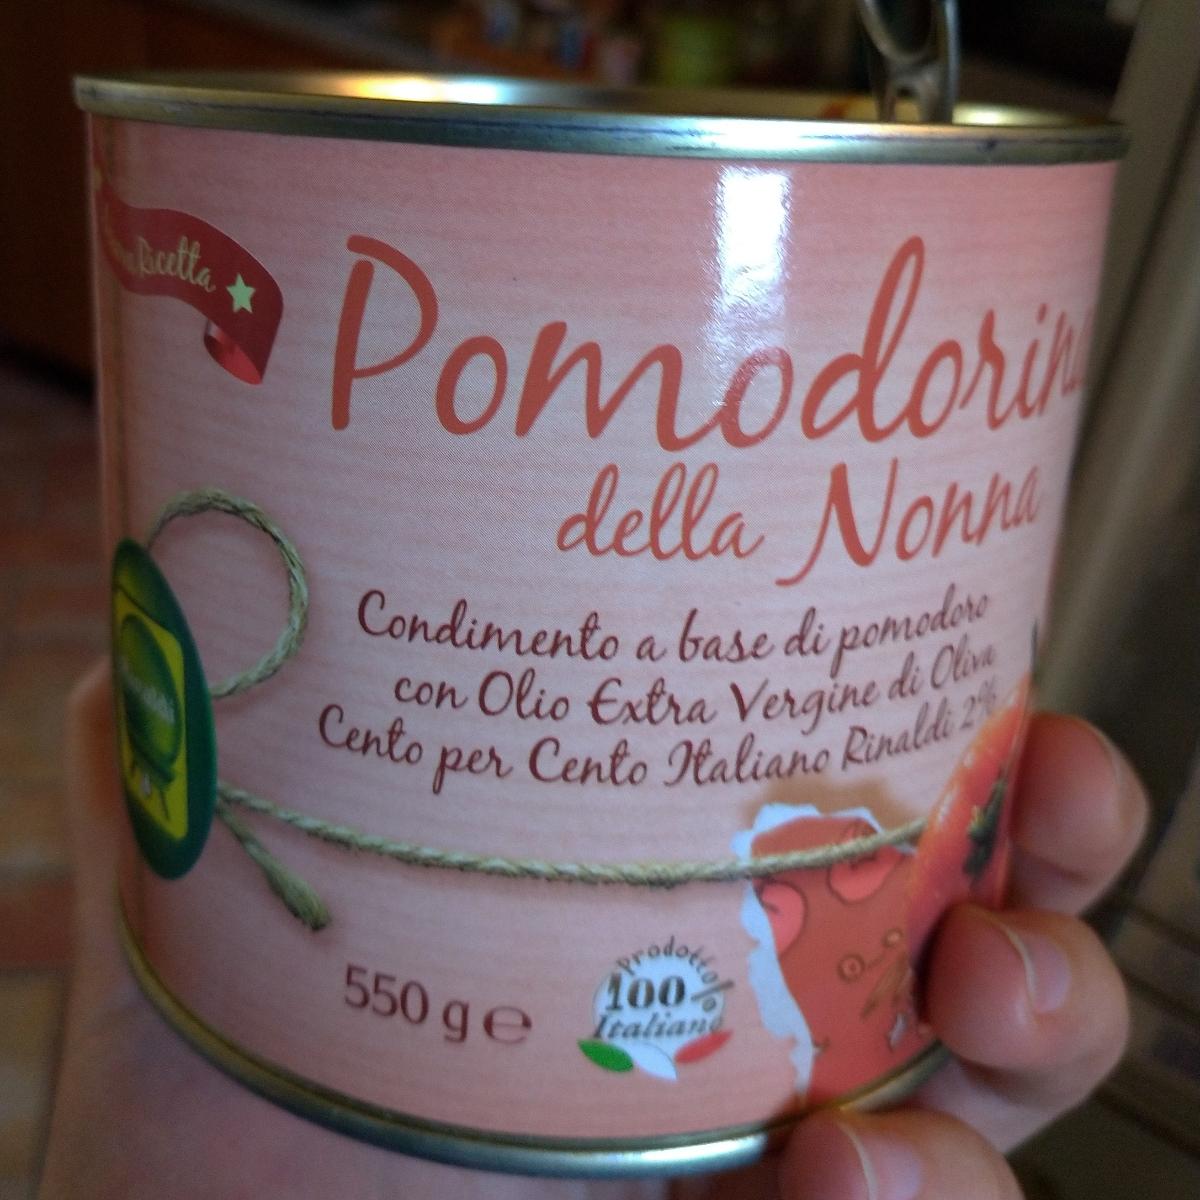 Ricetta
Pomodorin
della Nonna
Condimento a base di pomodoro
con Olio Extra Vergine di Oliva
Cento per Cento Italiano Rinaldi 2%
550 g ℮
Prodotto
100%
Italiano